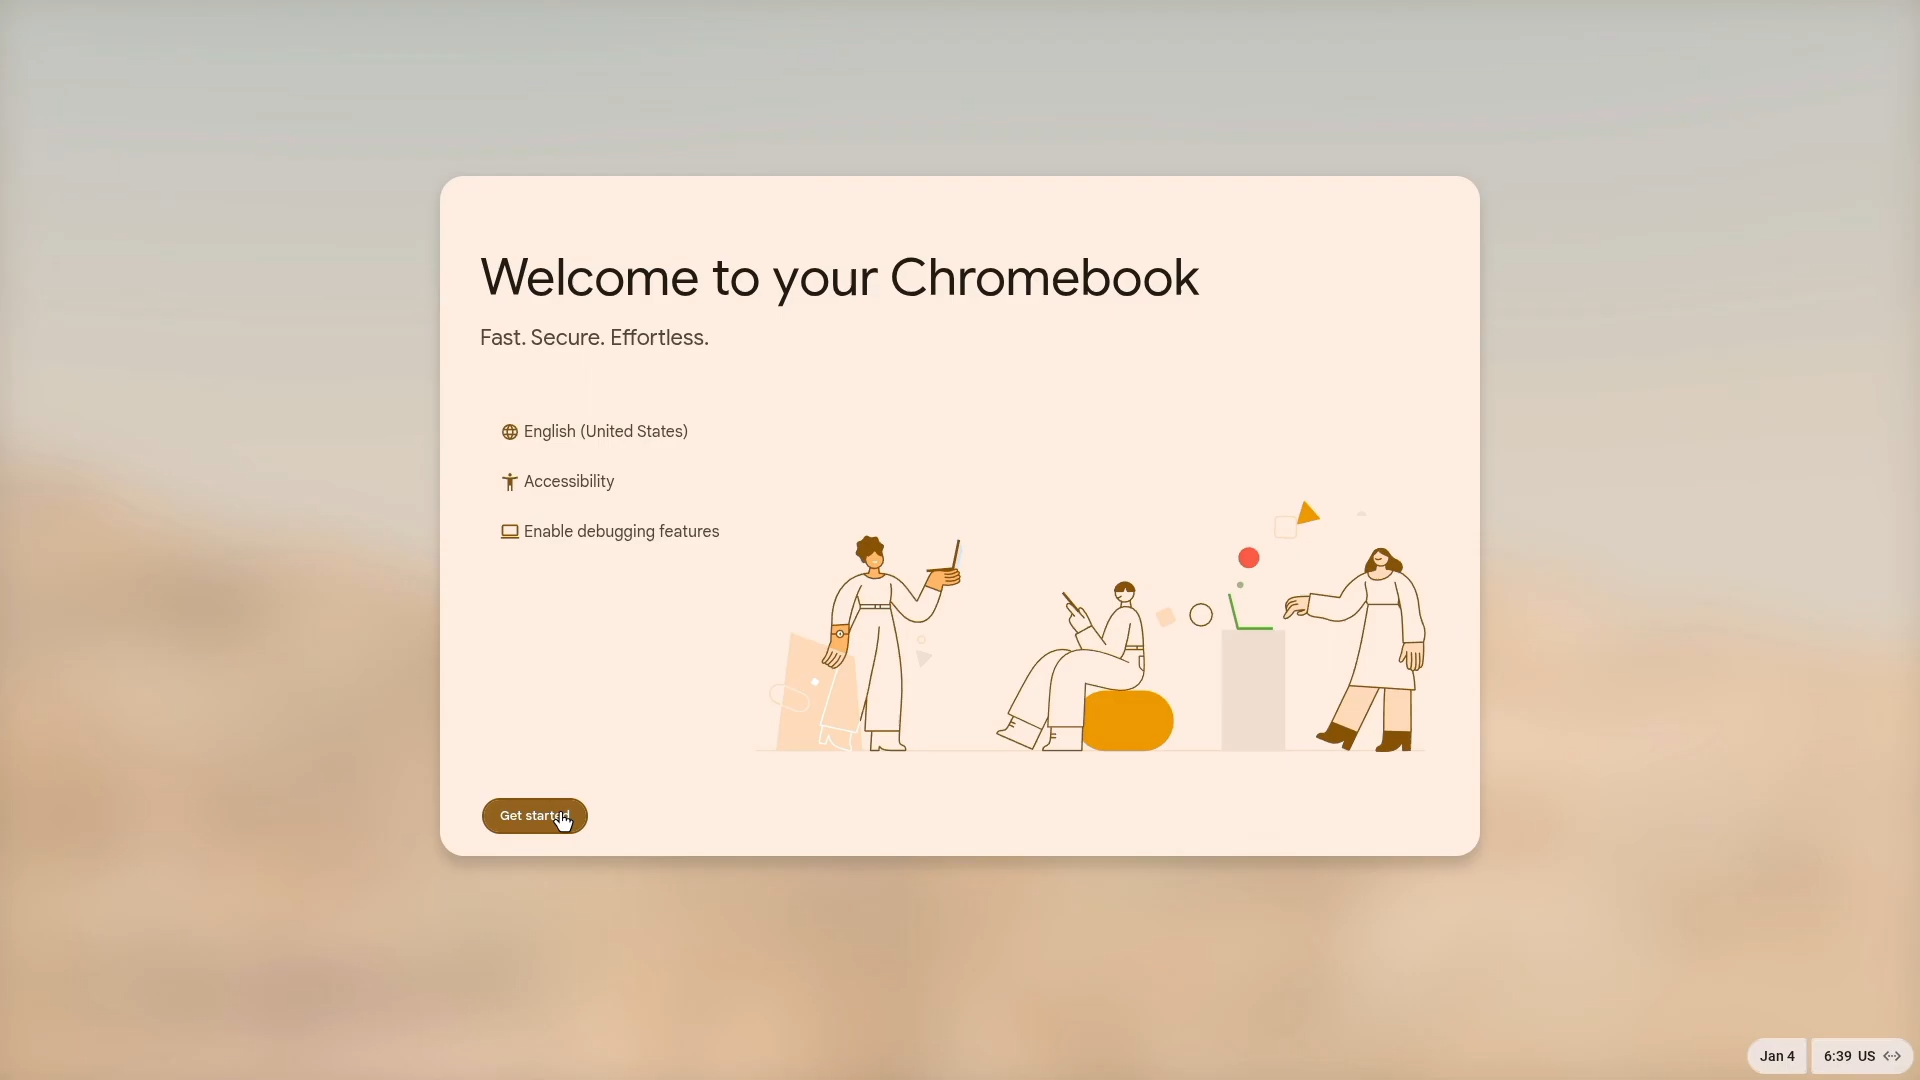 Welcome to your Chromebook
Fast. Secure. Effortless.
English (United States)
Accessibility
Enable debugging features
Get started
Jan 4
6:39 US